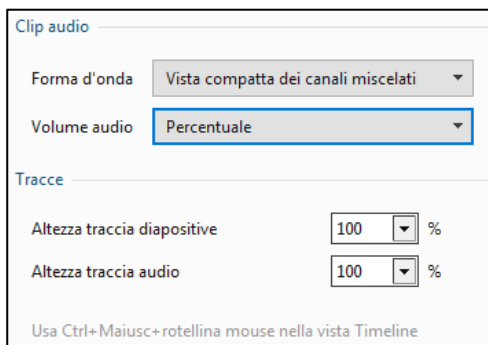 Clip audio
Forma d'onda Vista compatta dei canali miscelati
Volume audio Percentuale
Tracce
Altezza traccia diapositive 100 %
Altezza traccia audio 100 %
Usa Ctrl+Maiusc+rotellina mouse nella vista Timeline